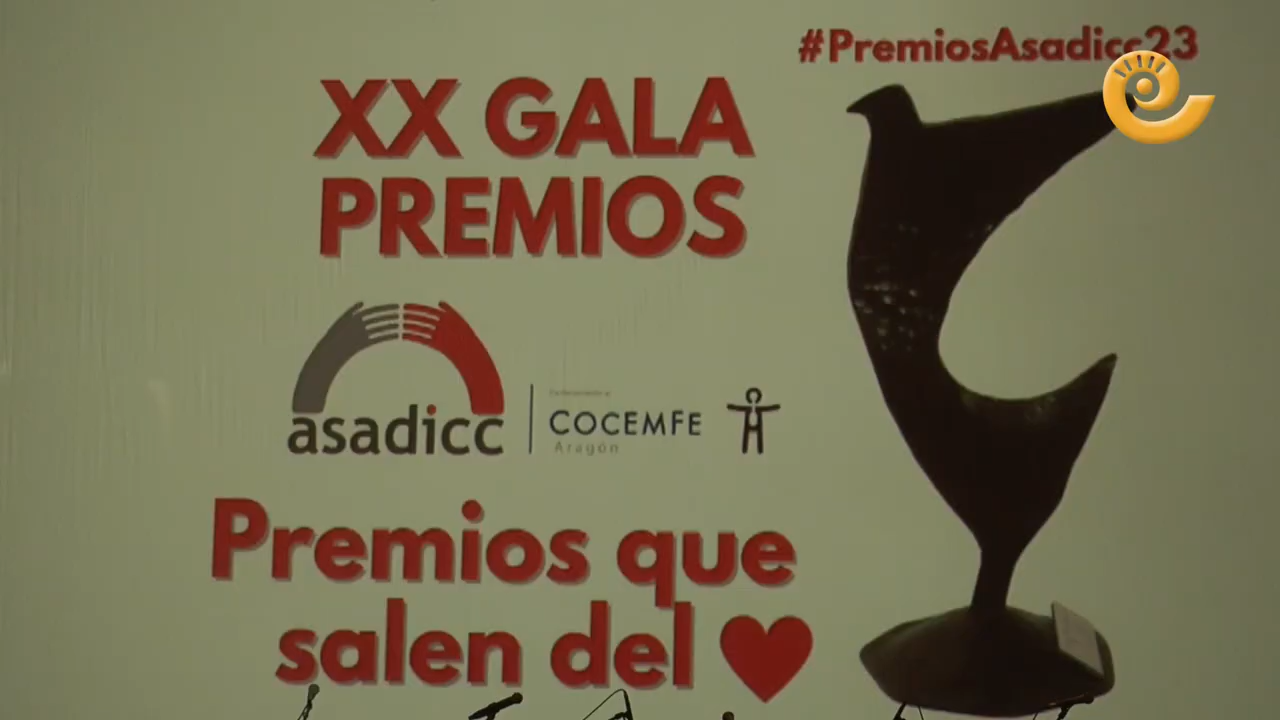 #PremiosAsadicc23
XX GALA
PREMIOS
asadicc
COCEMFE
Aragón
Premios que
salen del